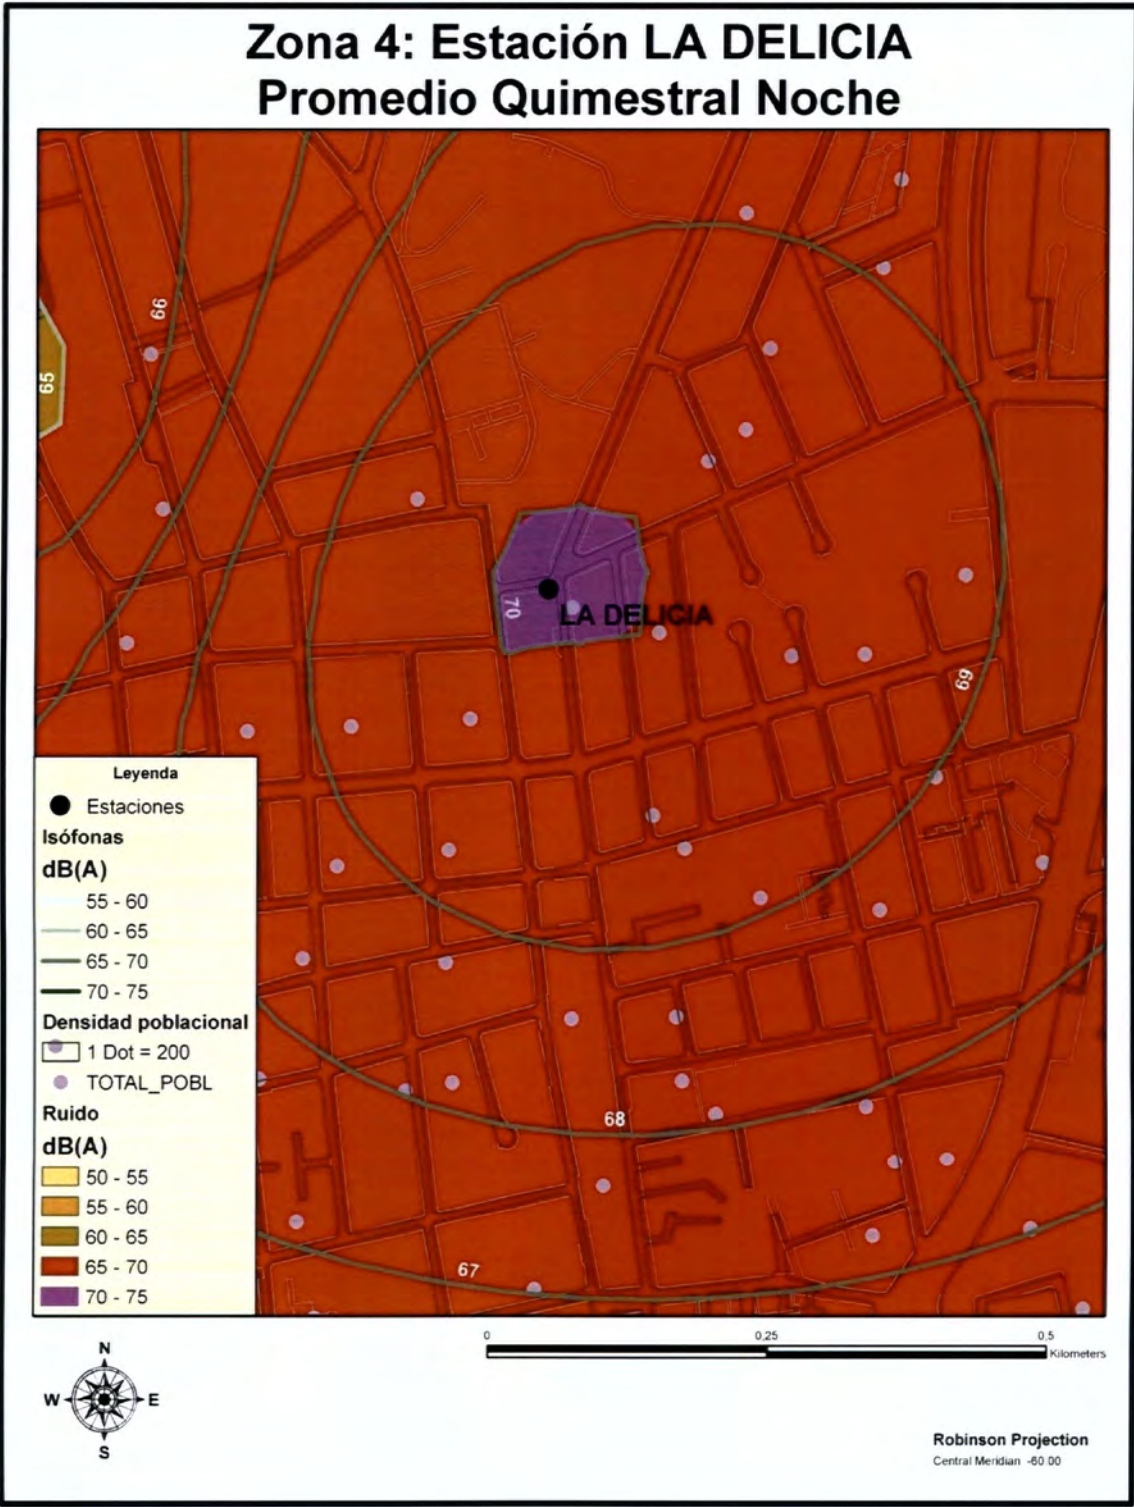 Zona 4: Estación LA DELICIA
Promedio Quimestral Noche
66
65
70
LA DELICIA
69
68
67
Leyenda
Estaciones
Isófonas
dB(A)
55 - 60
60 - 65
65 - 70
70 - 75
Densidad poblacional
1 Dot = 200
TOTAL_POBL
Ruido
dB(A)
50 - 55
55 - 60
60 - 65
65 - 70
70 - 75
0 0,25 0,5
Kilometers
N
W E
S
Robinson Projection
Central Meridian -60.00